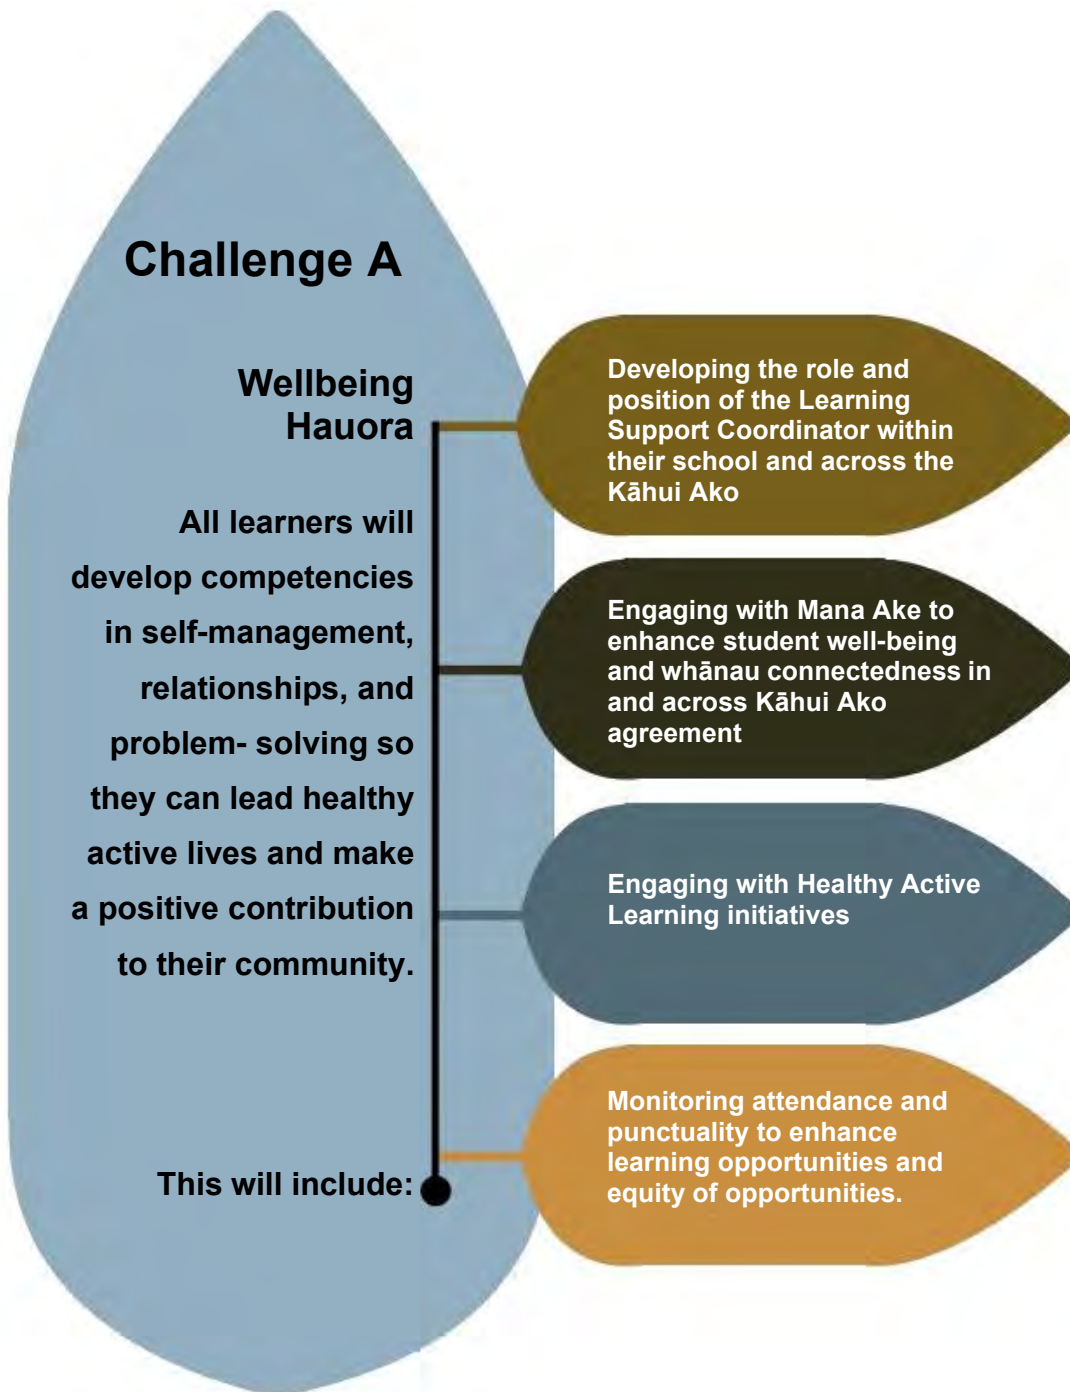 Challenge A
Wellbeing
Hauora
All learners will
develop competencies
in self-management,
relationships, and
problem- solving so
they can lead healthy
active lives and make
a positive contribution
to their community.
This will include:
Developing the role and
position of the Learning
Support Coordinator within
their school and across the
Kāhui Ako
Engaging with Mana Ake to
enhance student well-being
and whānau connectedness in
and across Kāhui Ako
agreement
Engaging with Healthy Active
Learning initiatives
Monitoring attendance and
punctuality to enhance
learning opportunities and
equity of opportunities.